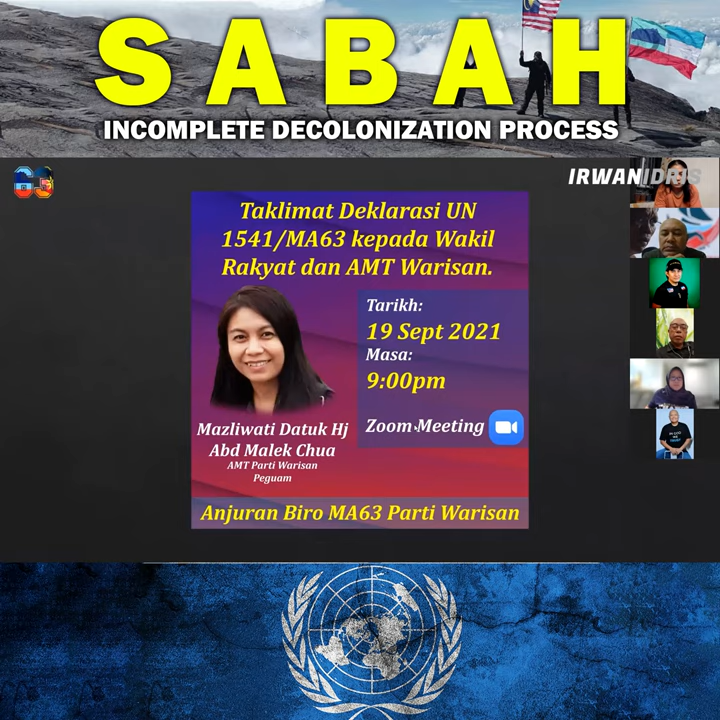 SABAH
INCOMPLETE DECOLONIZATION PROCESS
63
IRWANIDRIS
Taklimat Deklarasi UN
1541/MA63 kepada Wakil
Rakyat dan AMT Warisan.
Tarikh:
19 Sept 2021
Masa:
9:00pm
Zoom Meeting
Mazliwati Datuk Hj
Abd Malek Chua
AMT Parti Warisan
Peguam
Anjuran Biro MA63 Parti Warisan